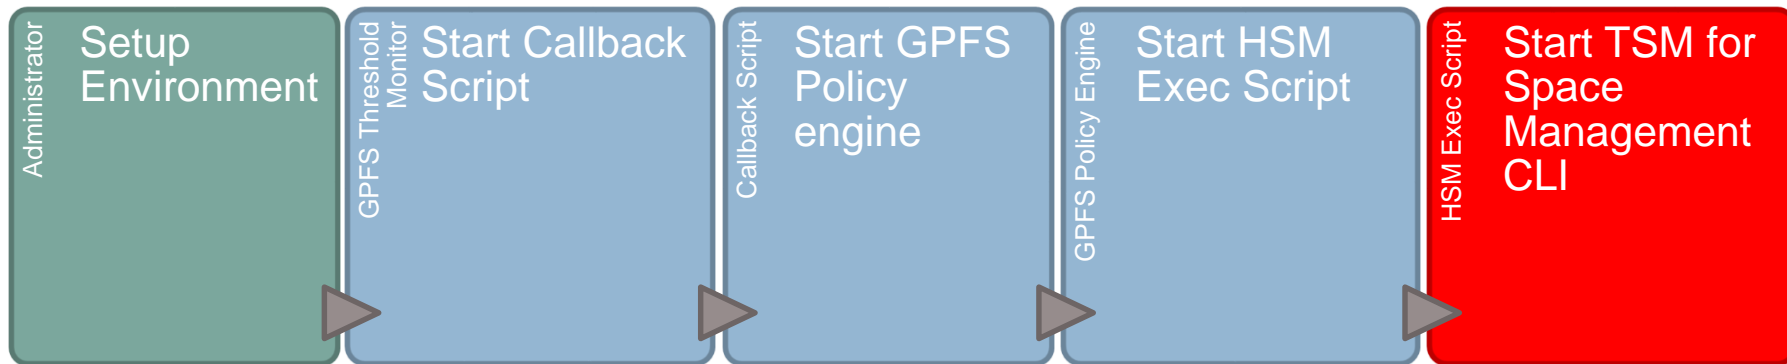 Administrator
Setup
Environment
GPFS Threshold
Monitor
Start Callback
Script
Callback Script
Start GPFS
Policy
engine
GPFS Policy Engine
Start HSM
Exec Script
HSM Exec Script
Start TSM for
Space
Management
CLI